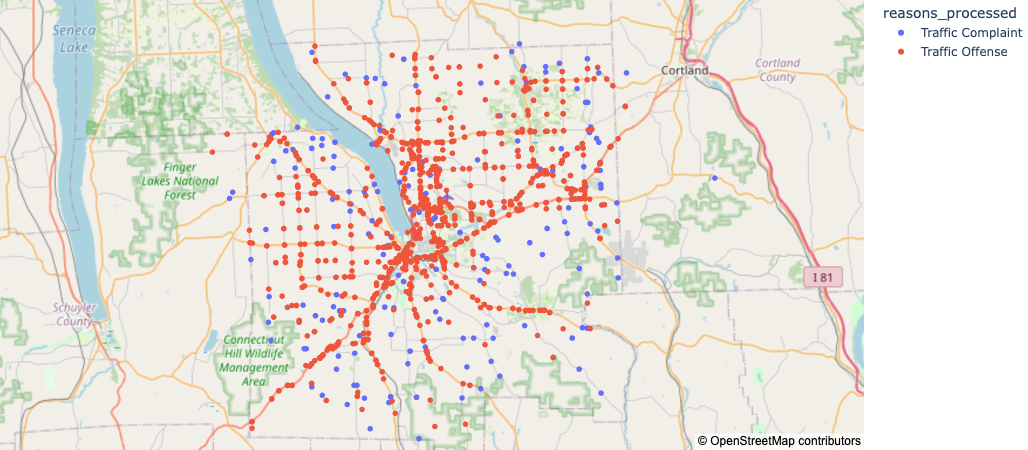 reasons_processed
Traffic Complaint
Traffic Offense
Seneca
Lake
Cortland
Cortland
County
Finger
Lakes National
Forest
I 81
Schuyler
County
Connecticut
Hill Wildlife
Management
Area
© OpenStreetMap contributors